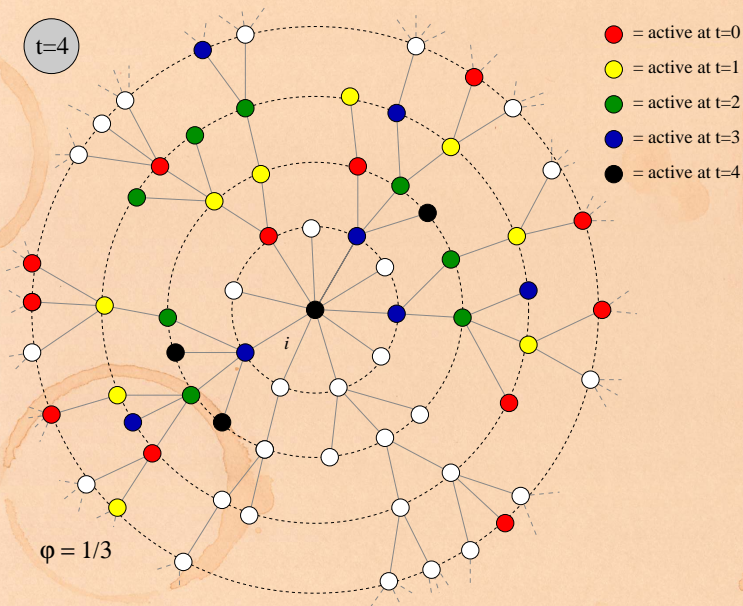 t=4
= active at t=0
= active at t=1
= active at t=2
= active at t=3
= active at t=4
i
φ = 1/3